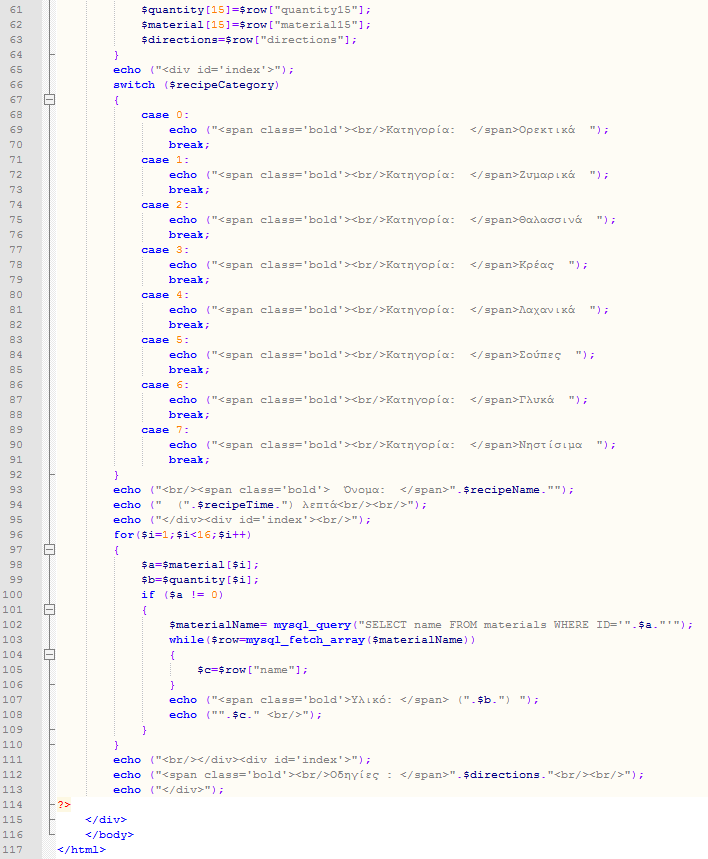 61 $quantity[15]=$row["quantity15"];
62 $material[15]=$row["material15"];
63 $directions=$row["directions"];
64 }
65 echo ("<div id='index'>");
66 switch ($recipeCategory)
67 {
68 case 0:
69 echo ("<span class='bold'><br/>Κατηγορία:  </span>Ορεκτικά  ");
70 break;
71 case 1:
72 echo ("<span class='bold'><br/>Κατηγορία:  </span>Ζυμαρικά  ");
73 break;
74 case 2:
75 echo ("<span class='bold'><br/>Κατηγορία:  </span>Θαλασσινά  ");
76 break;
77 case 3:
78 echo ("<span class='bold'><br/>Κατηγορία:  </span>Κρέας  ");
79 break;
80 case 4:
81 echo ("<span class='bold'><br/>Κατηγορία:  </span>Λαχανικά  ");
82 break;
83 case 5:
84 echo ("<span class='bold'><br/>Κατηγορία:  </span>Σούπες  ");
85 break;
86 case 6:
87 echo ("<span class='bold'><br/>Κατηγορία:  </span>Γλυκά  ");
88 break;
89 case 7:
90 echo ("<span class='bold'><br/>Κατηγορία:  </span>Νηστίσιμα  ");
91 break;
92 }
93 echo ("<br/><span class='bold'>  Όνομα:  </span>".$recipeName."");
94 echo ("  (".$recipeTime.") λεπτά<br/><br/>");
95 echo ("</div><div id='index'><br/>");
96 for($i=1;$i<16;$i++)
97 {
98 $a=$material[$i];
99 $b=$quantity[$i];
100 if ($a != 0)
101 {
102 $materialName= mysql_query("SELECT name FROM materials WHERE ID='".$a."'");
103 while($row=mysql_fetch_array($materialName))
104 {
105 $c=$row["name"];
106 }
107 echo ("<span class='bold'>Υλικό: </span> (".$b.") ");
108 echo ("".$c." <br/>");
109 }
110 }
111 echo ("<br/></div><div id='index'>");
112 echo ("<span class='bold'><br/>Οδηγίες : </span>".$directions."<br/><br/>");
113 echo ("</div>");
114 ?>
115 </div>
116 </body>
117 </html>